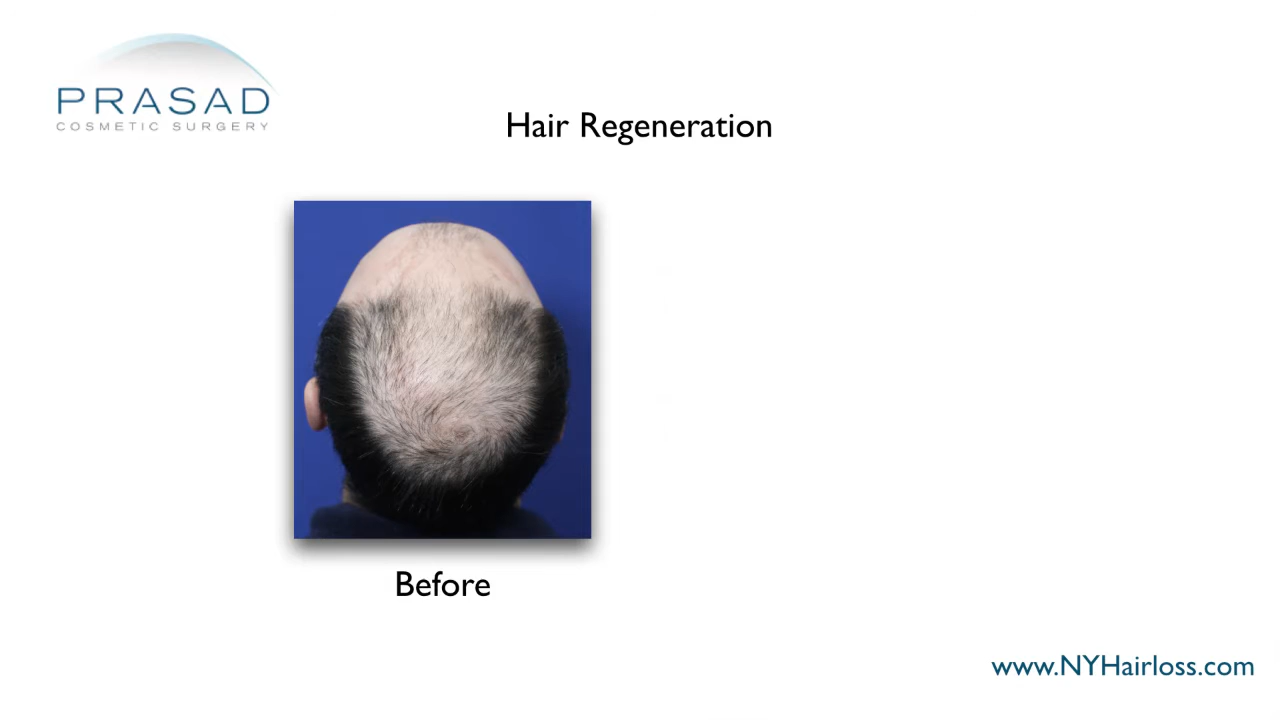 PRASAD
COSMETIC SURGERY
Hair Regeneration
Before
www.NYHairloss.com